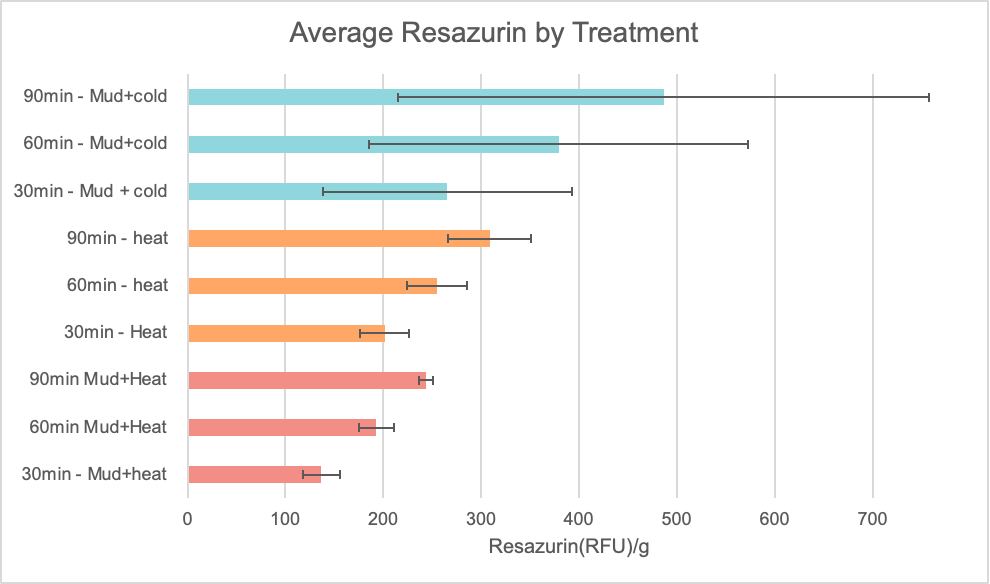 Average Resazurin by Treatment
90min - Mud+cold
60min - Mud+cold
30min - Mud + cold
90min - heat
60min - heat
30min - Heat
90min Mud+Heat
60min Mud+Heat
30min - Mud+heat
0 100 200 300 400 500 600 700
Resazurin(RFU)/g